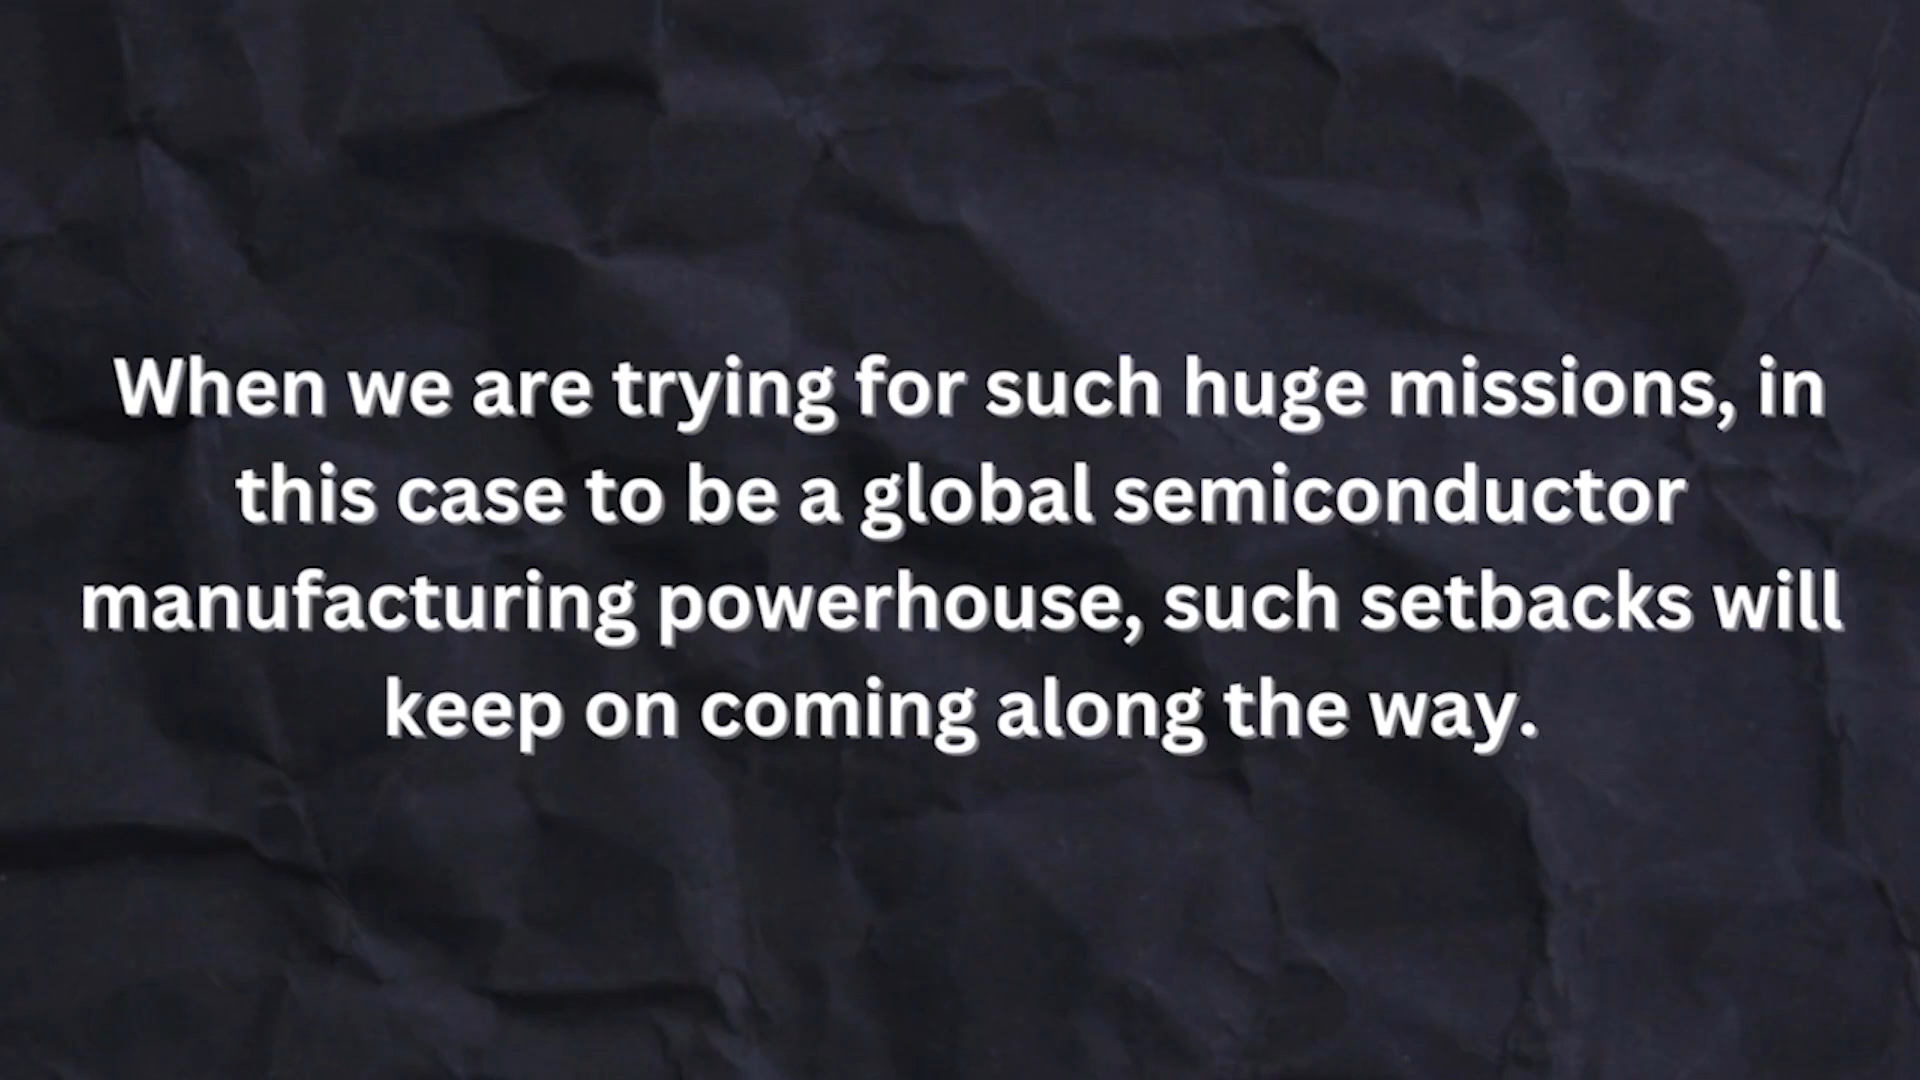 When we are trying for such huge missions, in
this case to be a global semiconductor
manufacturing powerhouse, such setbacks will
keep on coming along the way.